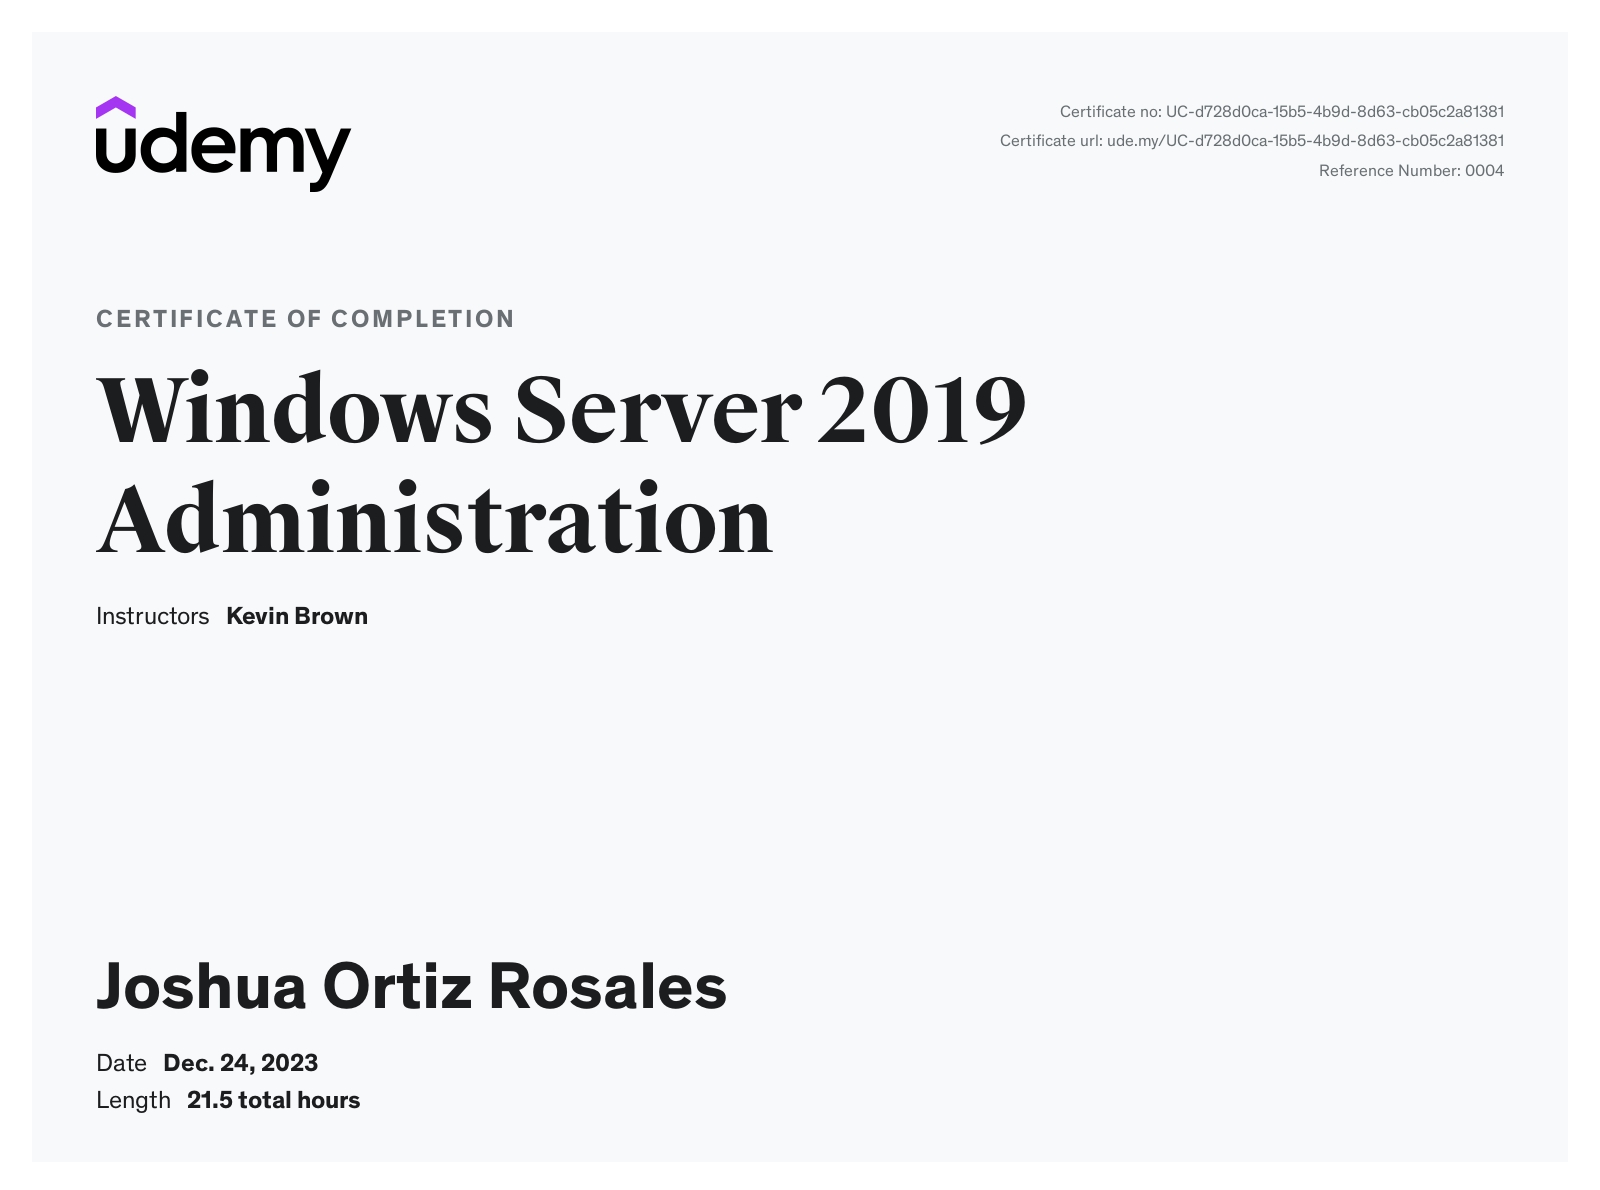 udemy
Certificate no: UC-d728d0ca-15b5-4b9d-8d63-cb05c2a81381
Certificate url: ude.my/UC-d728d0ca-15b5-4b9d-8d63-cb05c2a81381
Reference Number: 0004
CERTIFICATE OF COMPLETION
Windows Server 2019
Administration
Instructors Kevin Brown
Joshua Ortiz Rosales
Date Dec. 24, 2023
Length 21.5 total hours